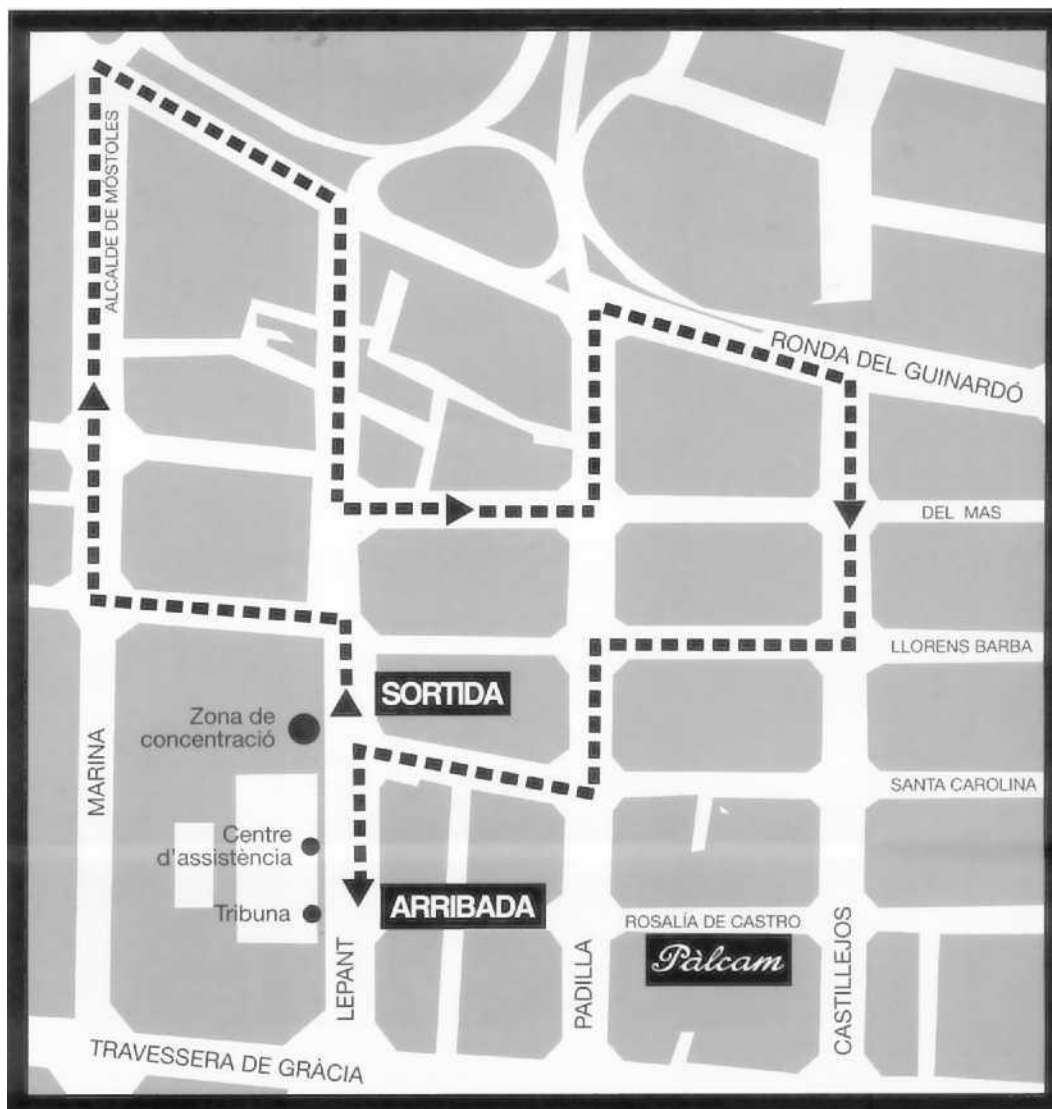 ALCALDE DE MÓSTOLES
RONDA DEL GUINARDÓ
DEL MAS
LLORENS BARBA
SORTIDA
Zona de
concentració
MARINA
SANTA CAROLINA
Centre
d'assistència
Tribuna
ARRIBADA
ROSALÍA DE CASTRO
Pàlcam
LEPANT
PADILLA
CASTILLEJOS
TRAVESSERA DE GRÀCIA